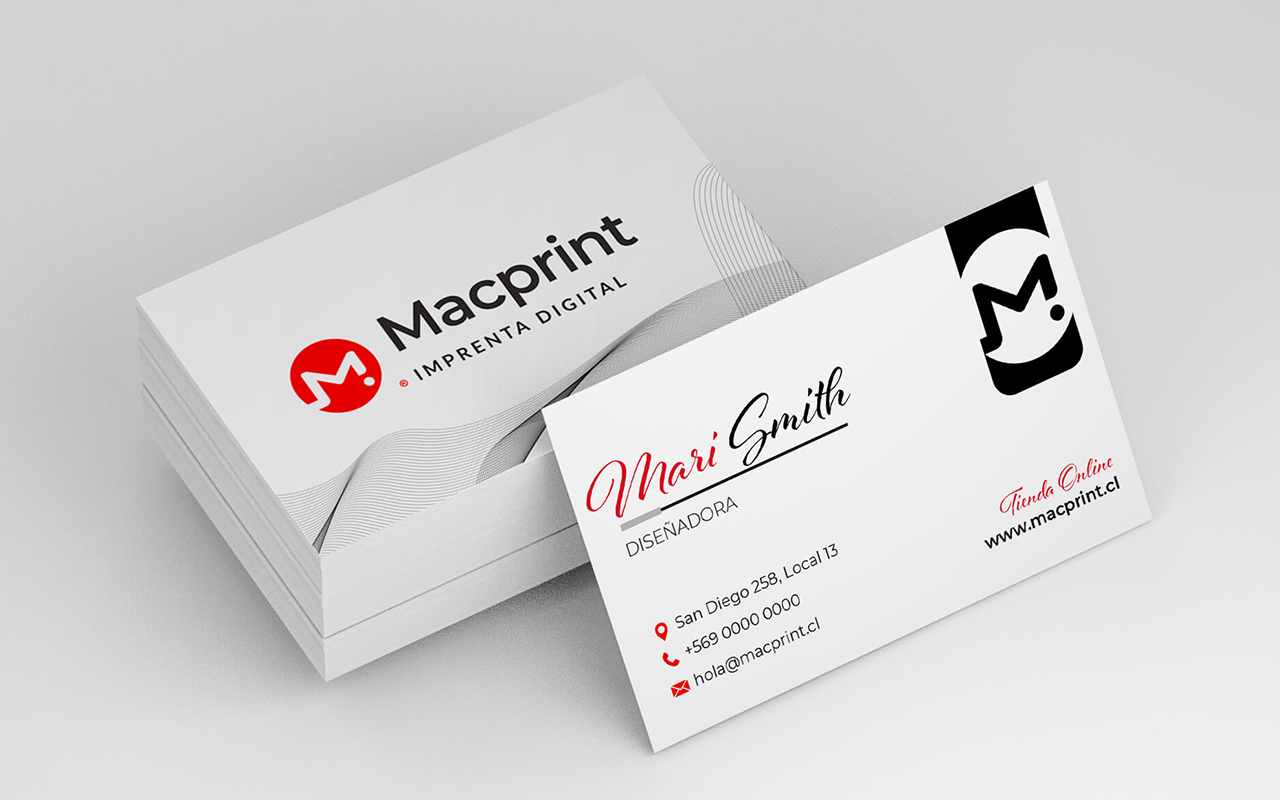 Macprint
® IMPRENTA DIGITAL
Mari Smith
DISEÑADORA
San Diego 258, Local 13
+569 0000 0000
hola@macprint.cl
Tienda Online
www.macprint.cl